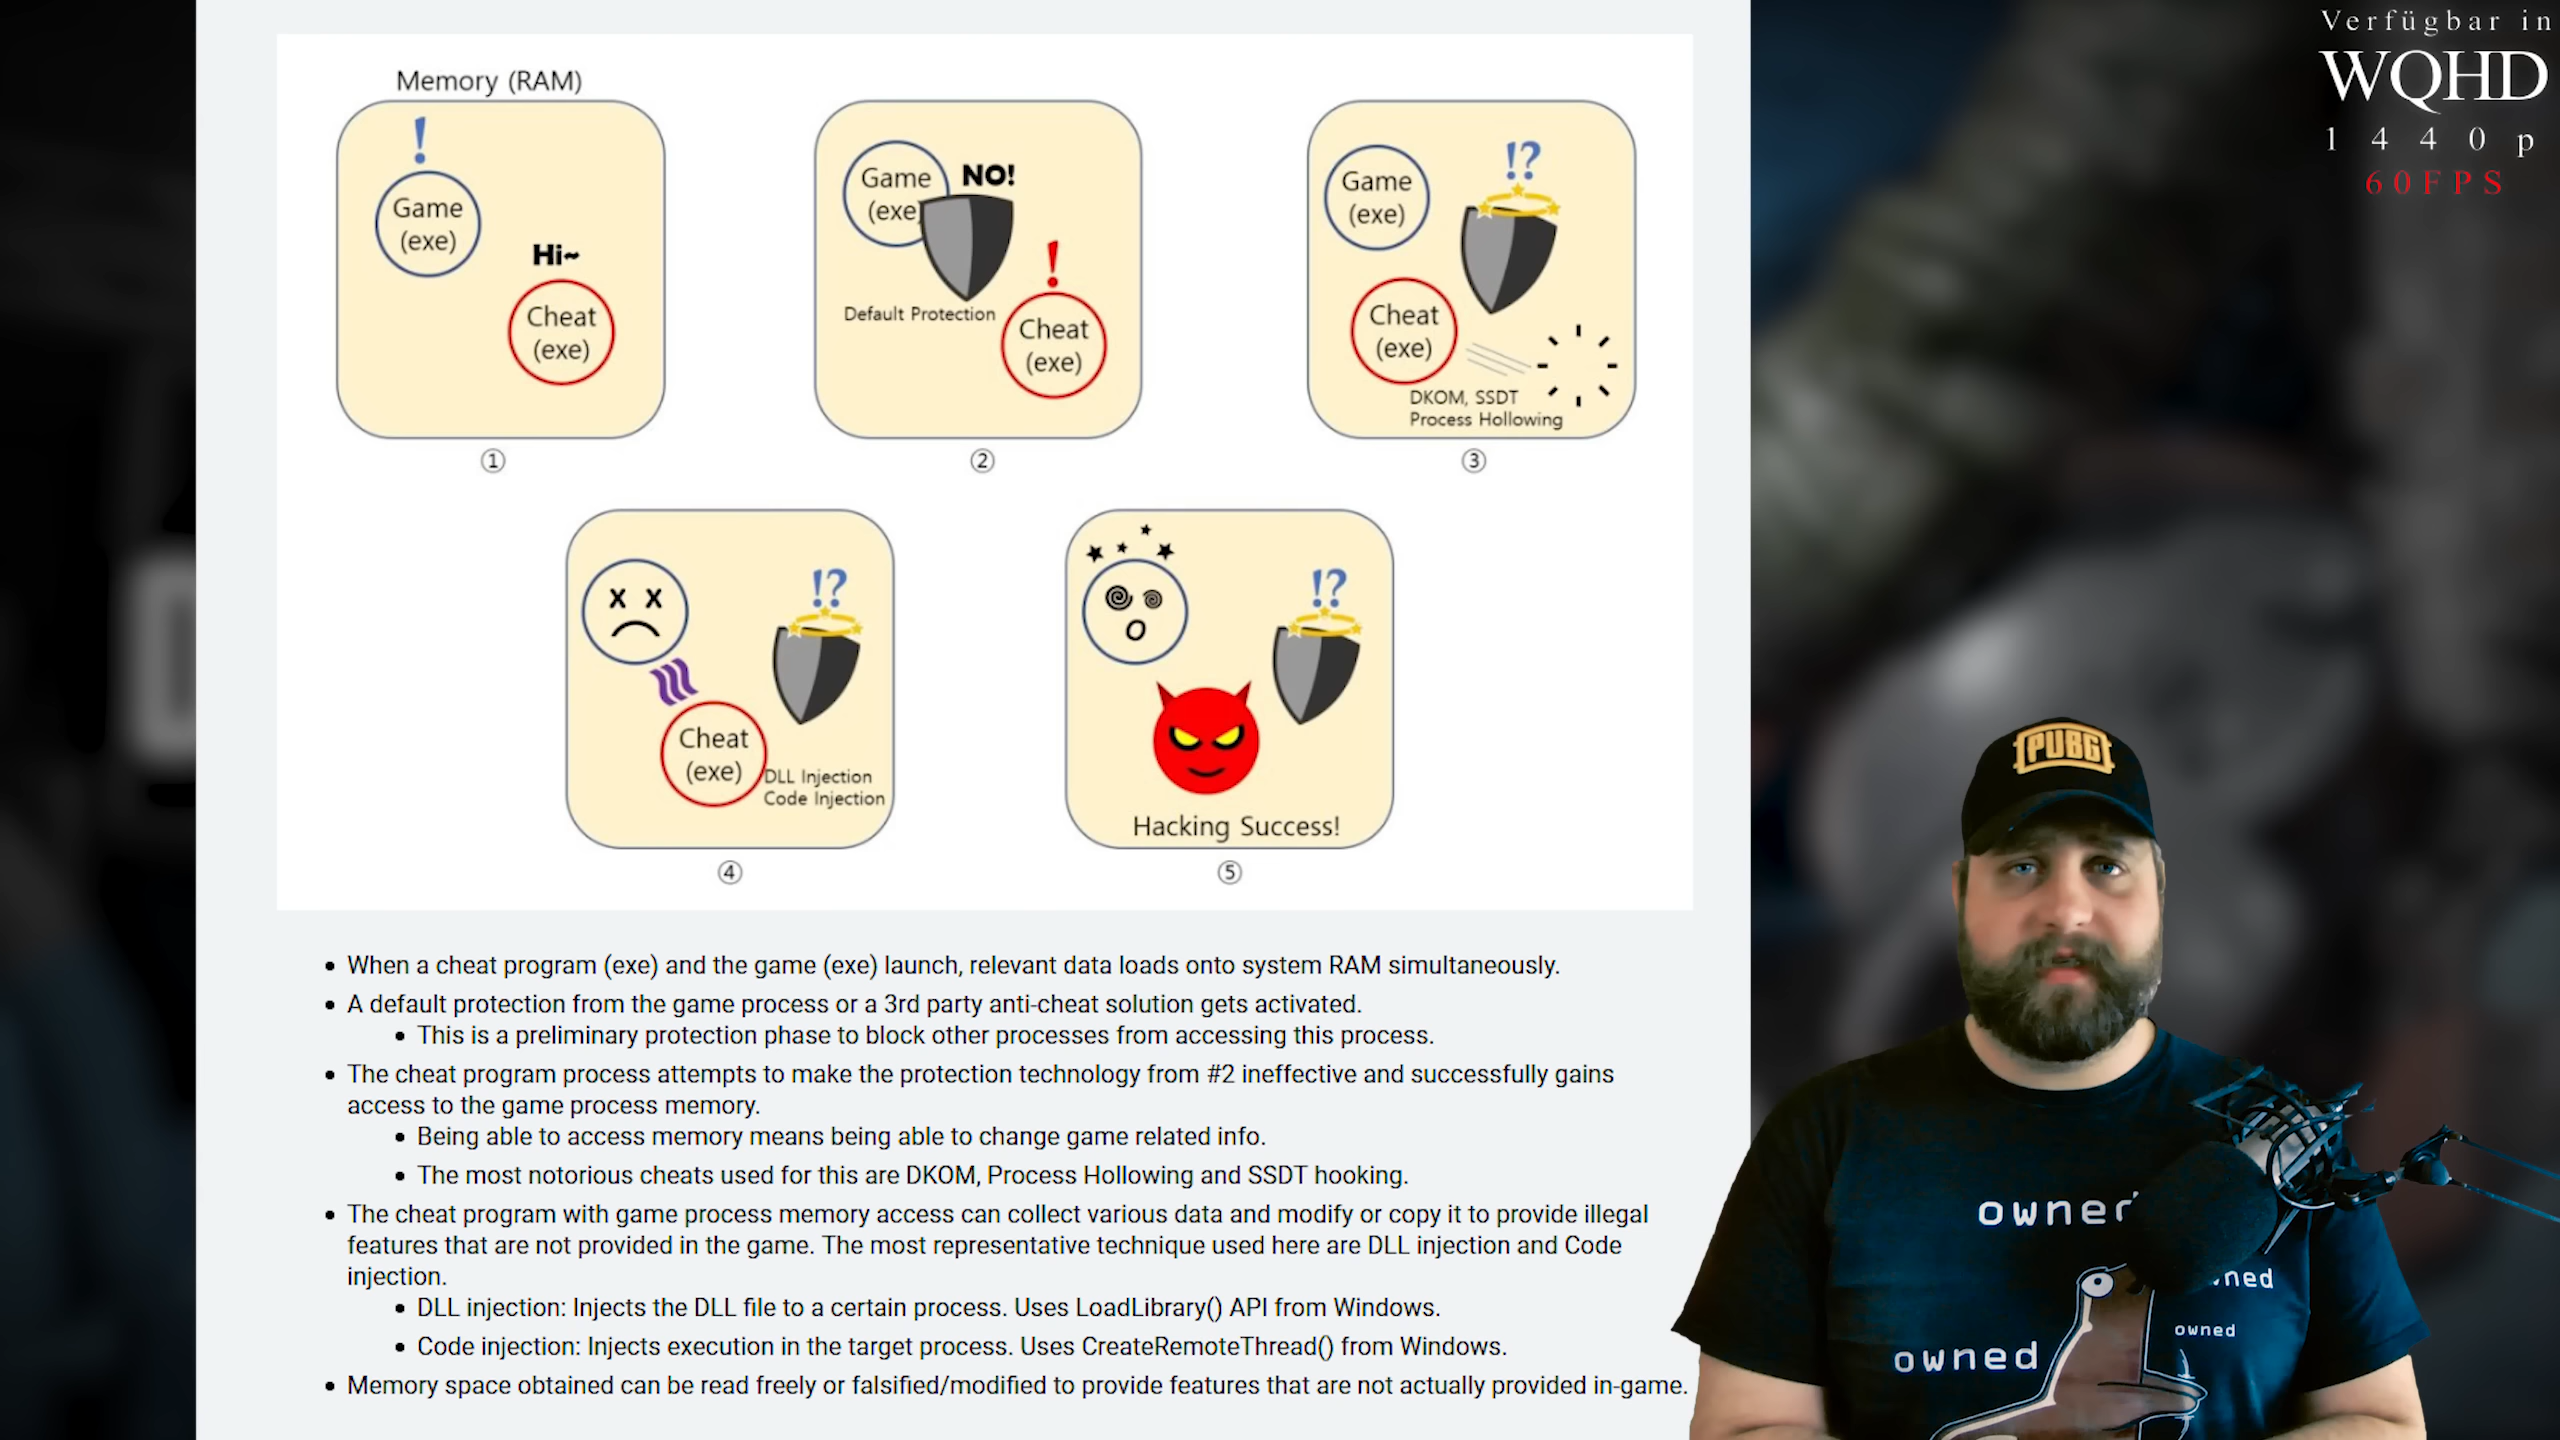 Verfügbar in
WQHD
1440p
60FPS
Memory (RAM)
!
Game
(exe)
Hi~
Cheat
(exe)
①
Game
(exe)
NO!
Default Protection
!
Cheat
(exe)
②
Game
(exe)
!?
Cheat
(exe)
DKOM, SSDT
Process Hollowing
③
x x
!?
Cheat
(exe)
DLL Injection
Code Injection
④
!?
Hacking Success!
⑤
• When a cheat program (exe) and the game (exe) launch, relevant data loads onto system RAM simultaneously.
• A default protection from the game process or a 3rd party anti-cheat solution gets activated.
• This is a preliminary protection phase to block other processes from accessing this process.
• The cheat program process attempts to make the protection technology from #2 ineffective and successfully gains
access to the game process memory.
• Being able to access memory means being able to change game related info.
• The most notorious cheats used for this are DKOM, Process Hollowing and SSDT hooking.
• The cheat program with game process memory access can collect various data and modify or copy it to provide illegal
features that are not provided in the game. The most representative technique used here are DLL injection and Code
injection.
• DLL injection: Injects the DLL file to a certain process. Uses LoadLibrary() API from Windows.
• Code injection: Injects execution in the target process. Uses CreateRemoteThread() from Windows.
• Memory space obtained can be read freely or falsified/modified to provide features that are not actually provided in-game.
PUBG
owned
owned
owned